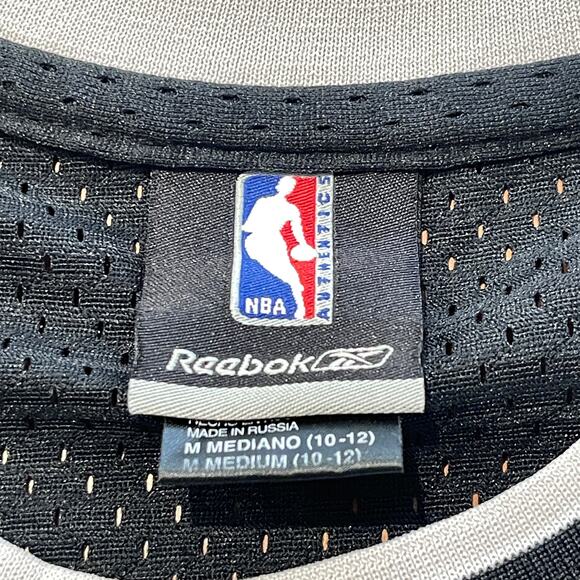 NBA
AUTHENTICS
Reebok
MADE IN RUSSIA
M MEDIANO (10-12)
M MEDIUM (10-12)